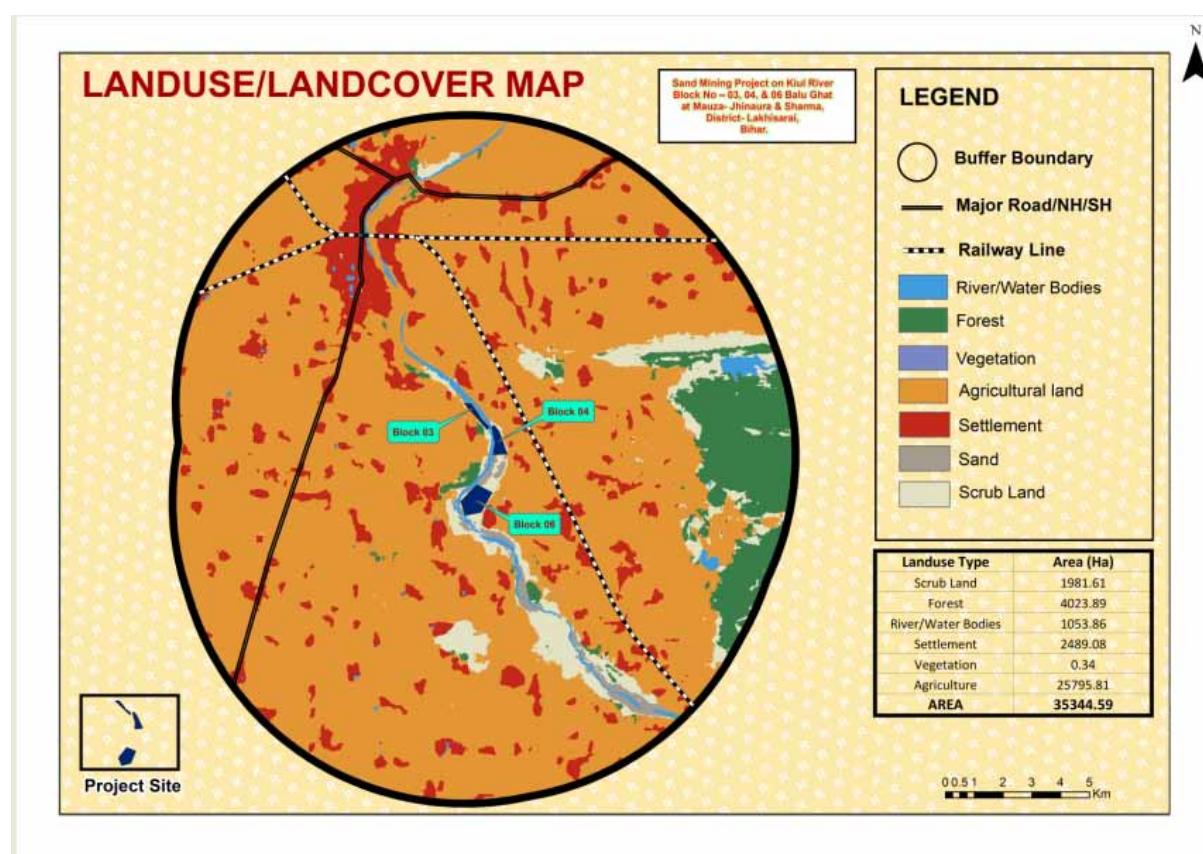 N
LANDUSE/LANDCOVER MAP
Sand Mining Project on Kiul River
Block No – 03, 04, & 06 Balu Ghat
at Mauza- Jhinaura & Sharma,
District- Lakhisarai,
Bihar.
Block 03
Block 04
Block 06
Project Site
LEGEND
Buffer Boundary
Major Road/NH/SH
Railway Line
River/Water Bodies
Forest
Vegetation
Agricultural land
Settlement
Sand
Scrub Land
Landuse Type Area (Ha)
Scrub Land 1981.61
Forest 4023.89
River/Water Bodies 1053.86
Settlement 2489.08
Vegetation 0.34
Agriculture 25795.81
AREA 35344.59
0 0.5 1 2 3 4 5
Km